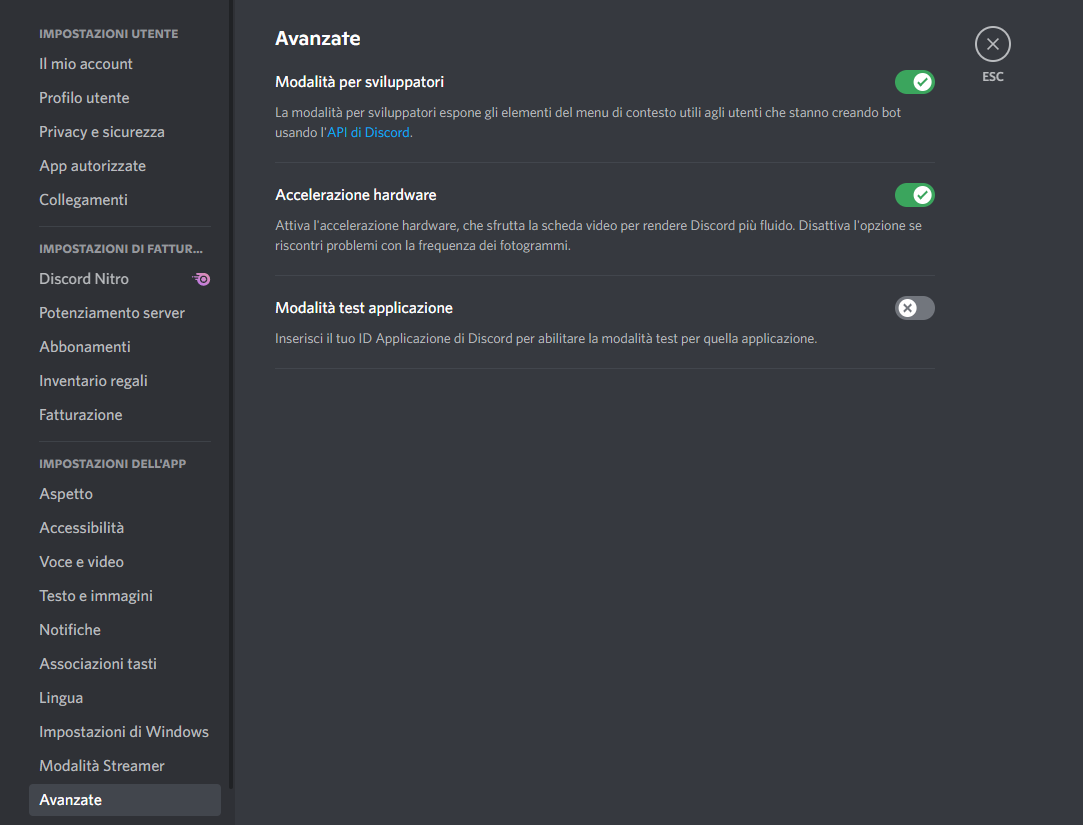 IMPOSTAZIONI UTENTE
Il mio account
Profilo utente
Privacy e sicurezza
App autorizzate
Collegamenti
IMPOSTAZIONI DI FATTUR...
Discord Nitro
Potenziamento server
Abbonamenti
Inventario regali
Fatturazione
IMPOSTAZIONI DELL'APP
Aspetto
Accessibilità
Voce e video
Testo e immagini
Notifiche
Associazioni tasti
Lingua
Impostazioni di Windows
Modalità Streamer
Avanzate
Avanzate
Modalità per sviluppatori
La modalità per sviluppatori espone gli elementi del menu di contesto utili agli utenti che stanno creando bot
usando l'API di Discord.
Accelerazione hardware
Attiva l'accelerazione hardware, che sfrutta la scheda video per rendere Discord più fluido. Disattiva l'opzione se
riscontri problemi con la frequenza dei fotogrammi.
Modalità test applicazione
Inserisci il tuo ID Applicazione di Discord per abilitare la modalità test per quella applicazione.
ESC